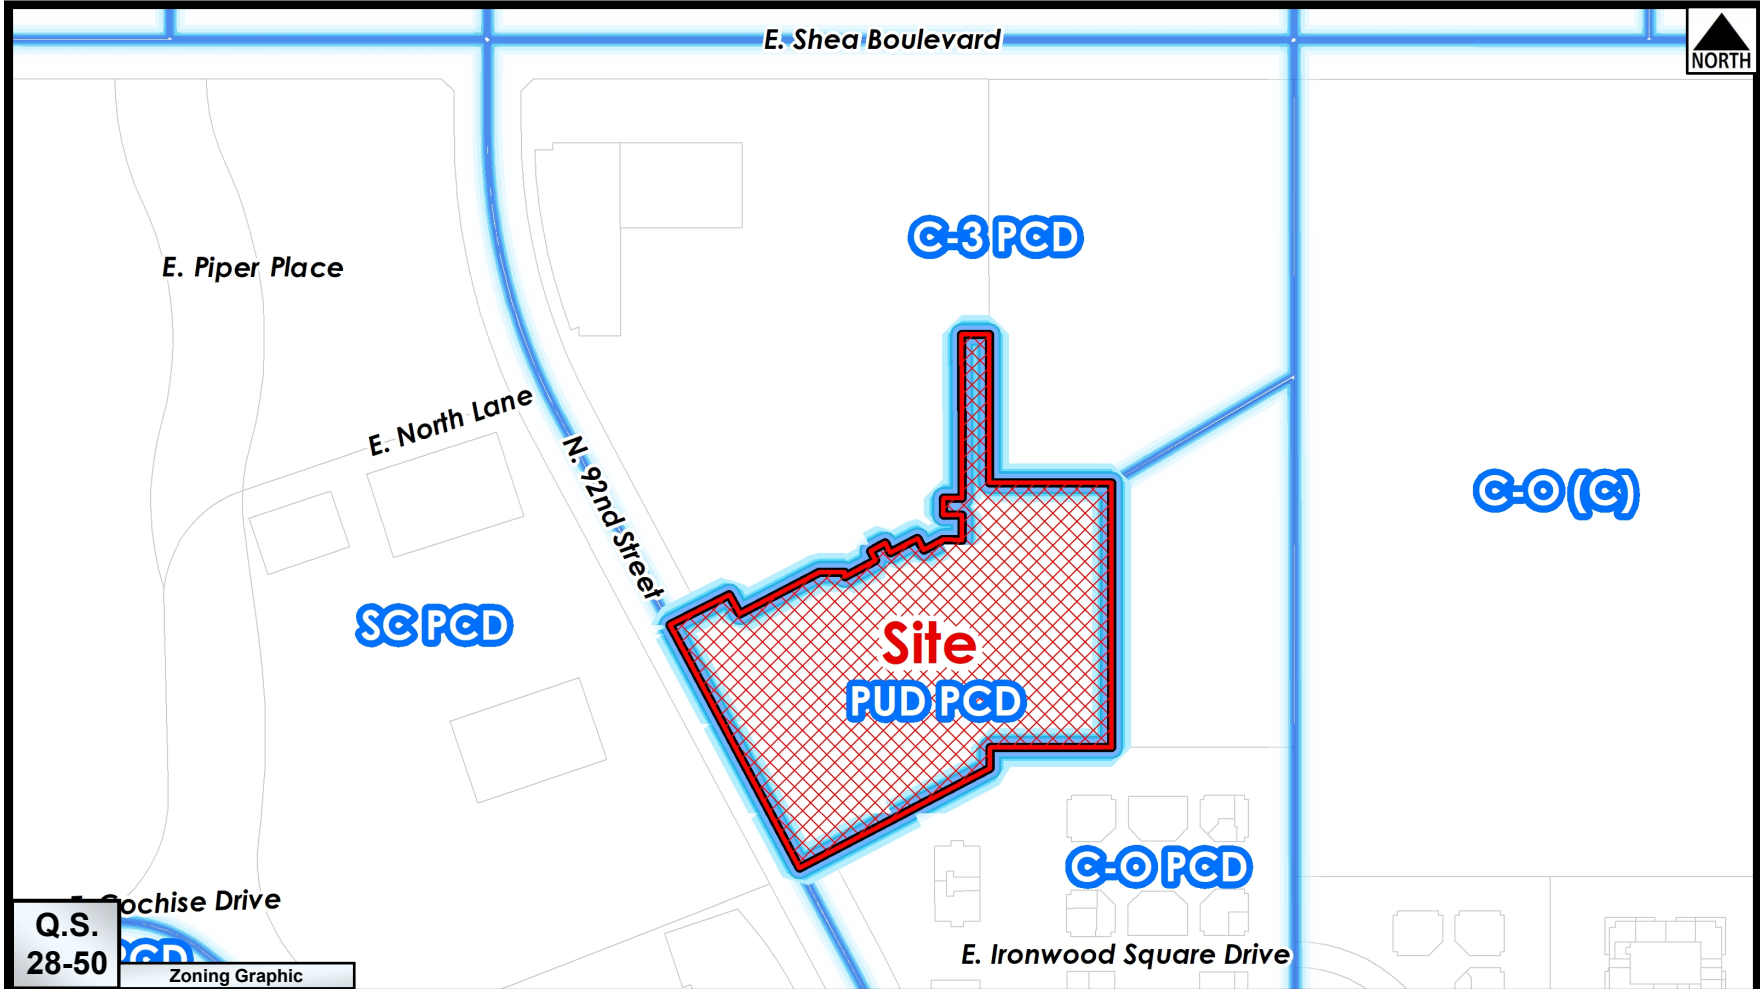 E. Shea Boulevard
NORTH
C-3 PCD
E. Piper Place
E. North Lane
N. 92nd Street
C-O (C)
SC PCD
Site
PUD PCD
C-O PCD
Cochise Drive
Q.S.
28-50
PCD
E. Ironwood Square Drive
Zoning Graphic